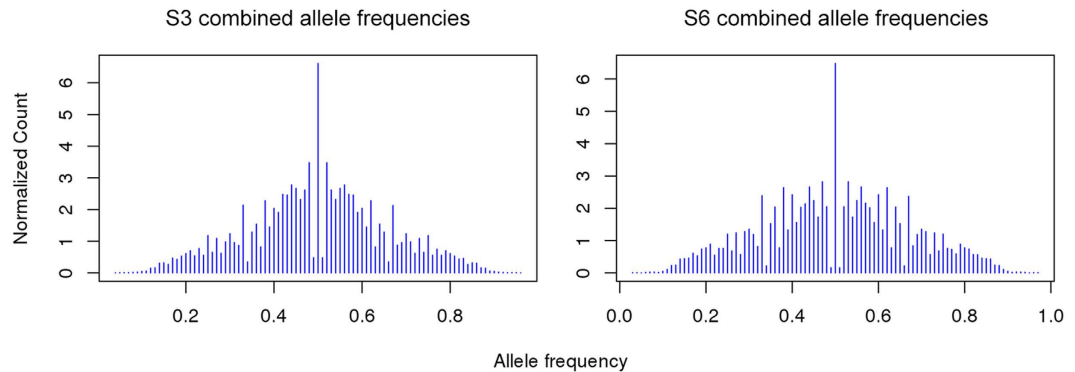 S3 combined allele frequencies
S6 combined allele frequencies
Normalized Count
6
5
4
3
2
1
0
6
5
4
3
2
1
0
0.2 0.4 0.6 0.8
0.0 0.2 0.4 0.6 0.8 1.0
Allele frequency